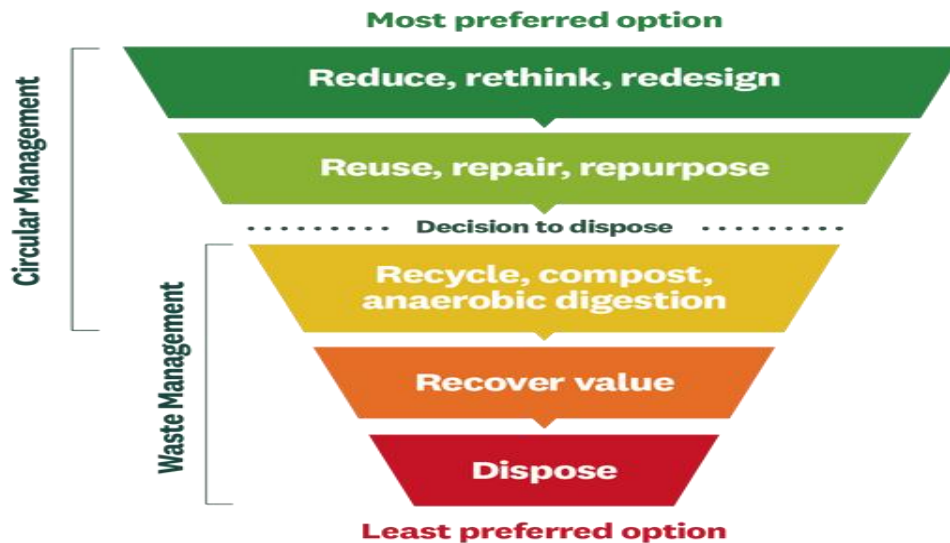 Most preferred option
Circular Management
Reduce, rethink, redesign
Reuse, repair, repurpose
Decision to dispose
Waste Management
Recycle, compost,
anaerobic digestion
Recover value
Dispose
Least preferred option